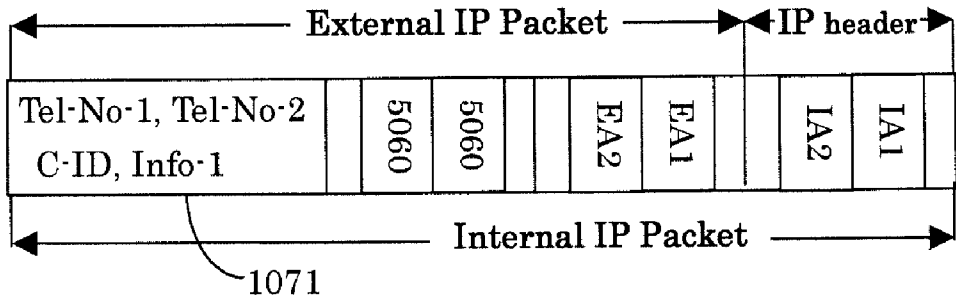 External IP Packet
IP header
Tel-No-1, Tel-No-2
C-ID, Info-1
5060
5060
EA2
EA1
IA2
IA1
Internal IP Packet
1071